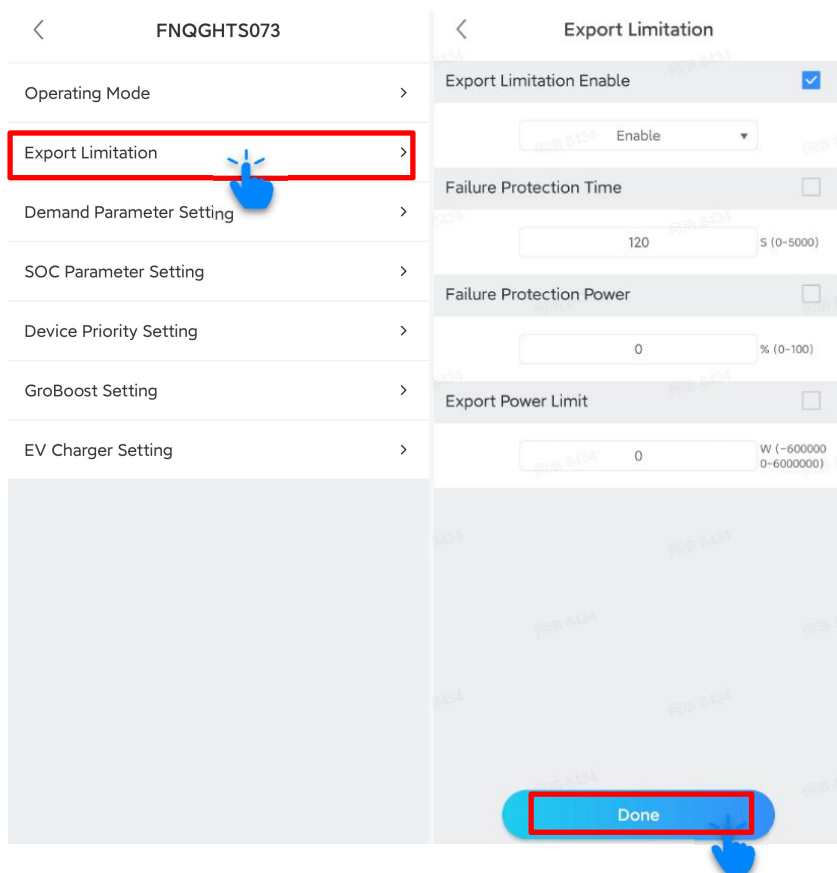 FNQGHTS073
Operating Mode
Export Limitation
Demand Parameter Setting
SOC Parameter Setting
Device Priority Setting
GroBoost Setting
EV Charger Setting
Export Limitation
Export Limitation Enable
Enable
Failure Protection Time
120
S (0-5000)
Failure Protection Power
0
% (0-100)
Export Power Limit
0
W (-600000
0-6000000)
Done